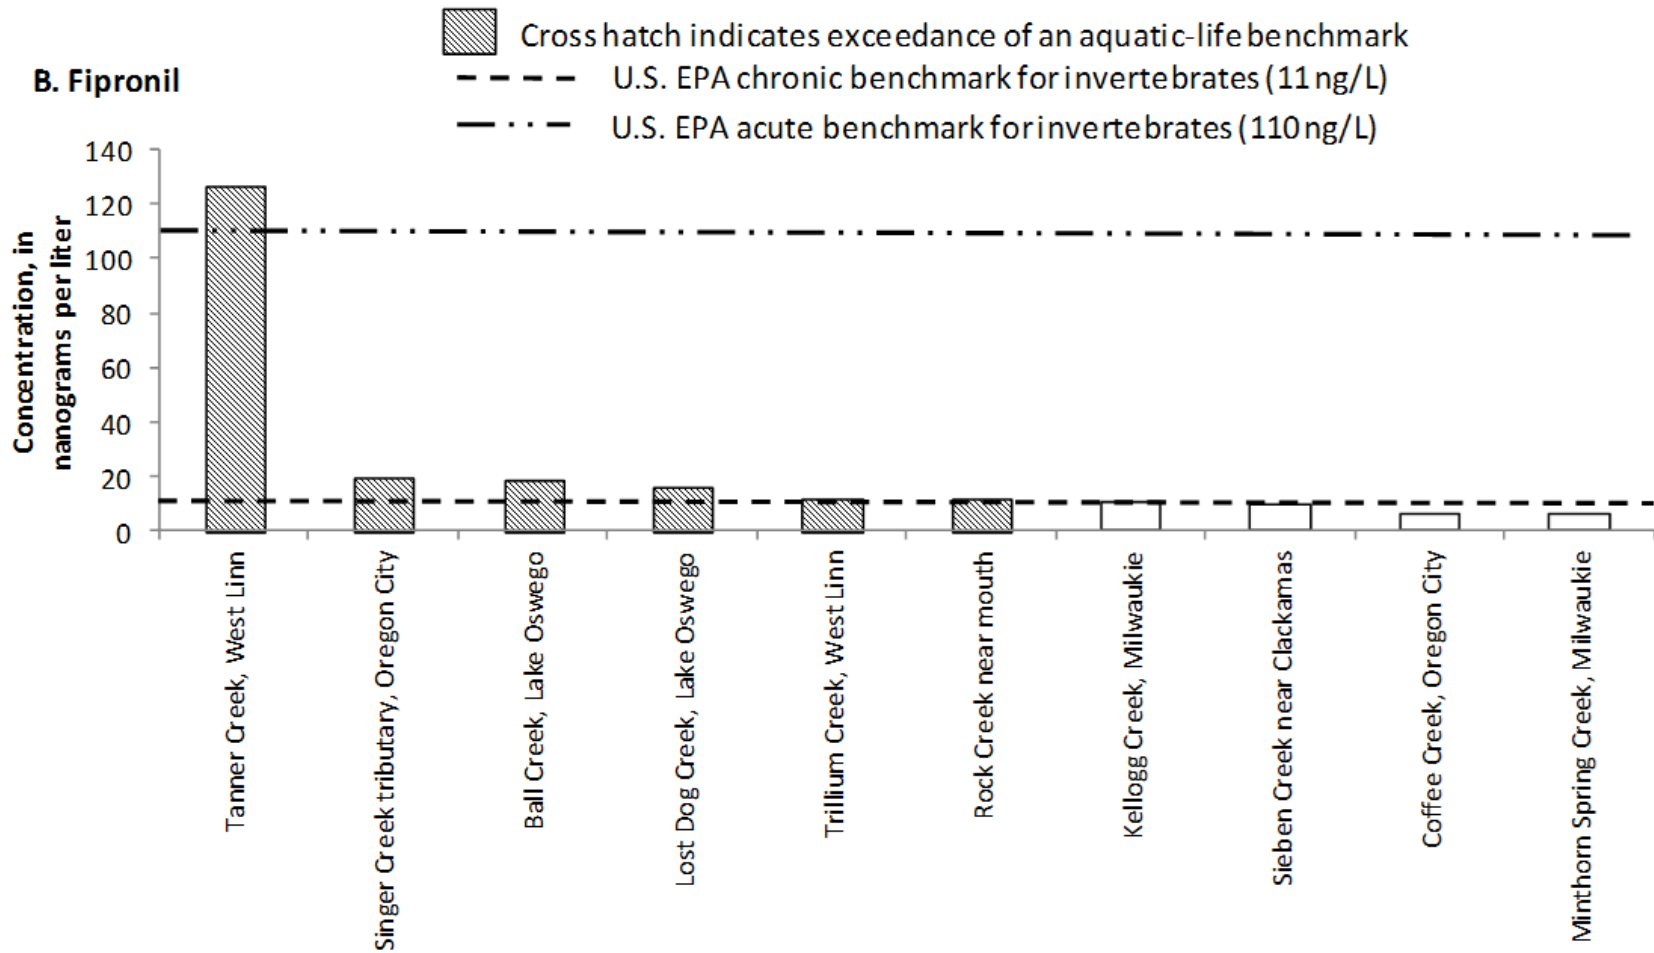 Cross hatch indicates exceedance of an aquatic-life benchmark
B. Fipronil
U.S. EPA chronic benchmark for invertebrates (11 ng/L)
U.S. EPA acute benchmark for invertebrates (110 ng/L)
Concentration, in
nanograms per liter
140
120
100
80
60
40
20
0
Tanner Creek, West Linn
Singer Creek tributary, Oregon City
Ball Creek, Lake Oswego
Lost Dog Creek, Lake Oswego
Trillium Creek, West Linn
Rock Creek near mouth
Kellogg Creek, Milwaukie
Sieben Creek near Clackamas
Coffee Creek, Oregon City
Minthorn Spring Creek, Milwaukie